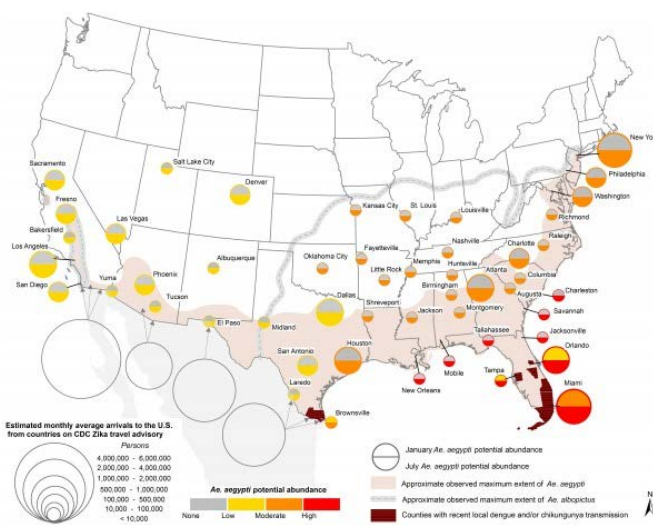 New Yo
Philadelphia
Washington
Sacramento
Salt Lake City
Denver
Fresno
Kansas City
St. Louis
Louisville
Richmond
Bakersfield
Las Vegas
Raleigh
Los Angeles
Albuquerque
Oklahoma City
Fayetteville
Nashville
Charlotte
Memphis
Huntsville
Yuma
Phoenix
Little Rock
Atlanta
Columbia
San Diego
Tucson
Birmingham
Augusta
Charleston
Dallas
Shreveport
Jackson
Montgomery
Savannah
El Paso
Midland
Tallahassee
Jacksonville
San Antonio
Houston
Orlando
Tampa
Mobile
New Orleans
Miami
Laredo
Brownsville
Estimated monthly average arrivals to the U.S.
from countries on CDC Zika travel advisory
Persons
4,000,000 - 6,000,000
2,000,000 - 4,000,000
1,000,000 - 2,000,000
500,000 - 1,000,000
100,000 - 500,000
10,000 - 100,000
< 10,000
Ae. aegypti potential abundance
None Low Moderate High
January Ae. aegypti potential abundance
July Ae. aegypti potential abundance
Approximate observed maximum extent of Ae. aegypti
Approximate observed maximum extent of Ae. albopictus
Counties with recent local dengue and/or chikungunya transmission
N